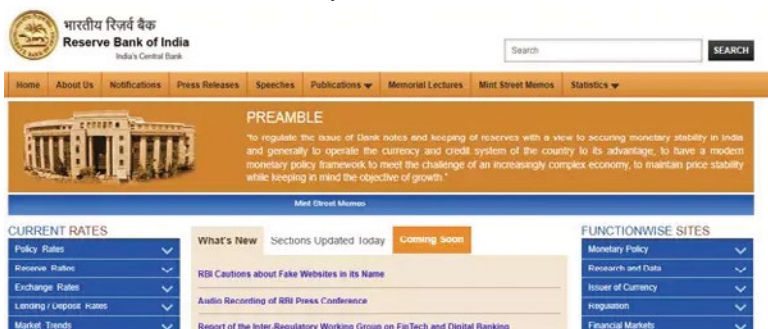 भारतीय रिज़र्व बैंक
Reserve Bank of India
India's Central Bank
Search
SEARCH
Home About Us Notifications Press Releases Speeches Publications Memorial Lectures Mint Street Memos Statistics
PREAMBLE
"to regulate the issue of Bank notes and keeping of reserves with a view to securing monetary stability in India
and generally to operate the currency and credit system of the country to its advantage, to have a modern
monetary policy framework to meet the challenge of an increasingly complex economy, to maintain price stability
while keeping in mind the objective of growth."
Mint Street Memos
CURRENT RATES
Policy Rates
Reserve Ratios
Exchange Rates
Lending / Deposit Rates
Market Trends
What's New Sections Updated Today Coming Soon
RBI Cautions about Fake Websites in its Name
Audio Recording of RBI Press Conference
Report of the Inter-Regulatory Working Group on FinTech and Digital Banking
FUNCTIONWISE SITES
Monetary Policy
Research and Data
Issuer of Currency
Regulation
Financial Markets